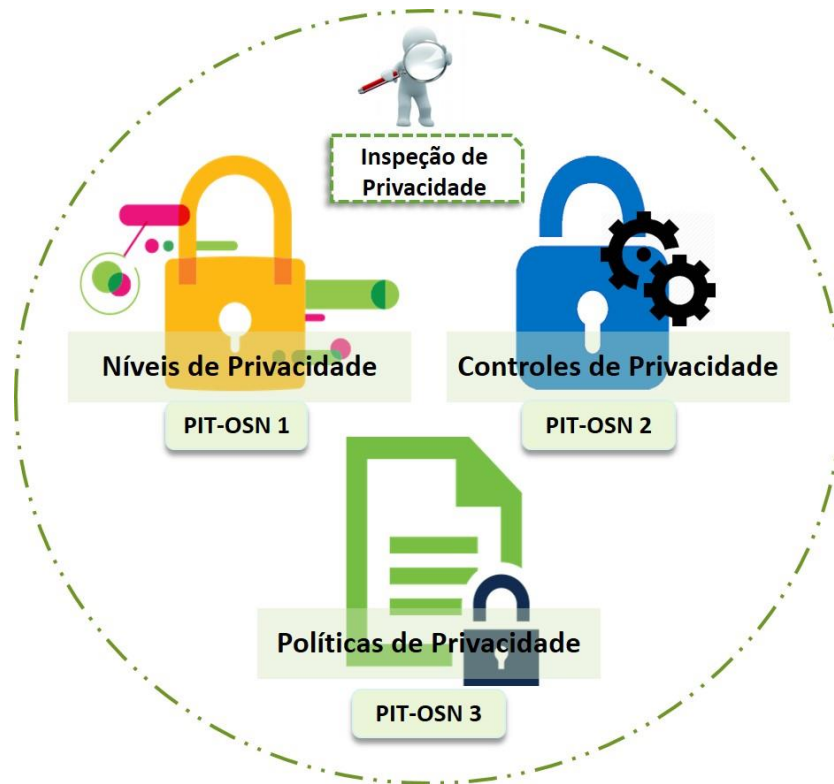 Inspeção de
Privacidade
Níveis de Privacidade
PIT-OSN 1
Controles de Privacidade
PIT-OSN 2
Políticas de Privacidade
PIT-OSN 3